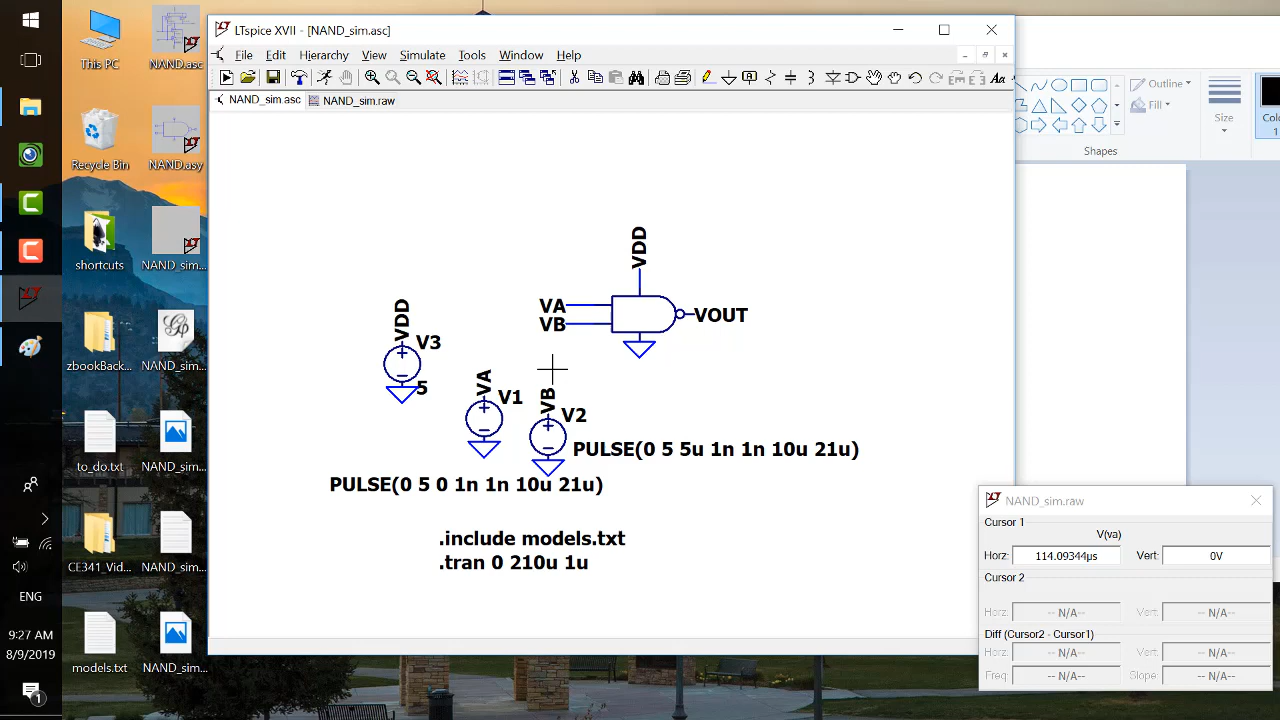 LTspice XVII - [NAND_sim.asc]
File Edit Hierarchy View Simulate Tools Window Help
NAND_sim.asc NAND_sim.raw
This PC
NAND.asc
Recycle Bin
NAND.asy
shortcuts
NAND_sim...
zbookBack...
NAND_sim...
to_do.txt
NAND_sim...
CE341_Vid...
NAND_sim...
models.txt
NAND_sim...
ENG
9:27 AM
8/9/2019
1
Outline
Fill
Size
Colo
1
Shapes
VDD
VA
VB
VOUT
VDD
V3
5
VA
V1
VB
V2
PULSE(0 5 5u 1n 1n 10u 21u)
PULSE(0 5 0 1n 1n 10u 21u)
.include models.txt
.tran 0 210u 1u
NAND_sim.raw
Cursor 1
V(va)
Horz: 114.09344µs Vert: 0V
Cursor 2
Horz: -- N/A-- Vert: -- N/A--
Diff (Cursor2 - Cursor1)
Horz: -- N/A-- Vert: -- N/A--
Freq: -- N/A-- Slope: -- N/A--